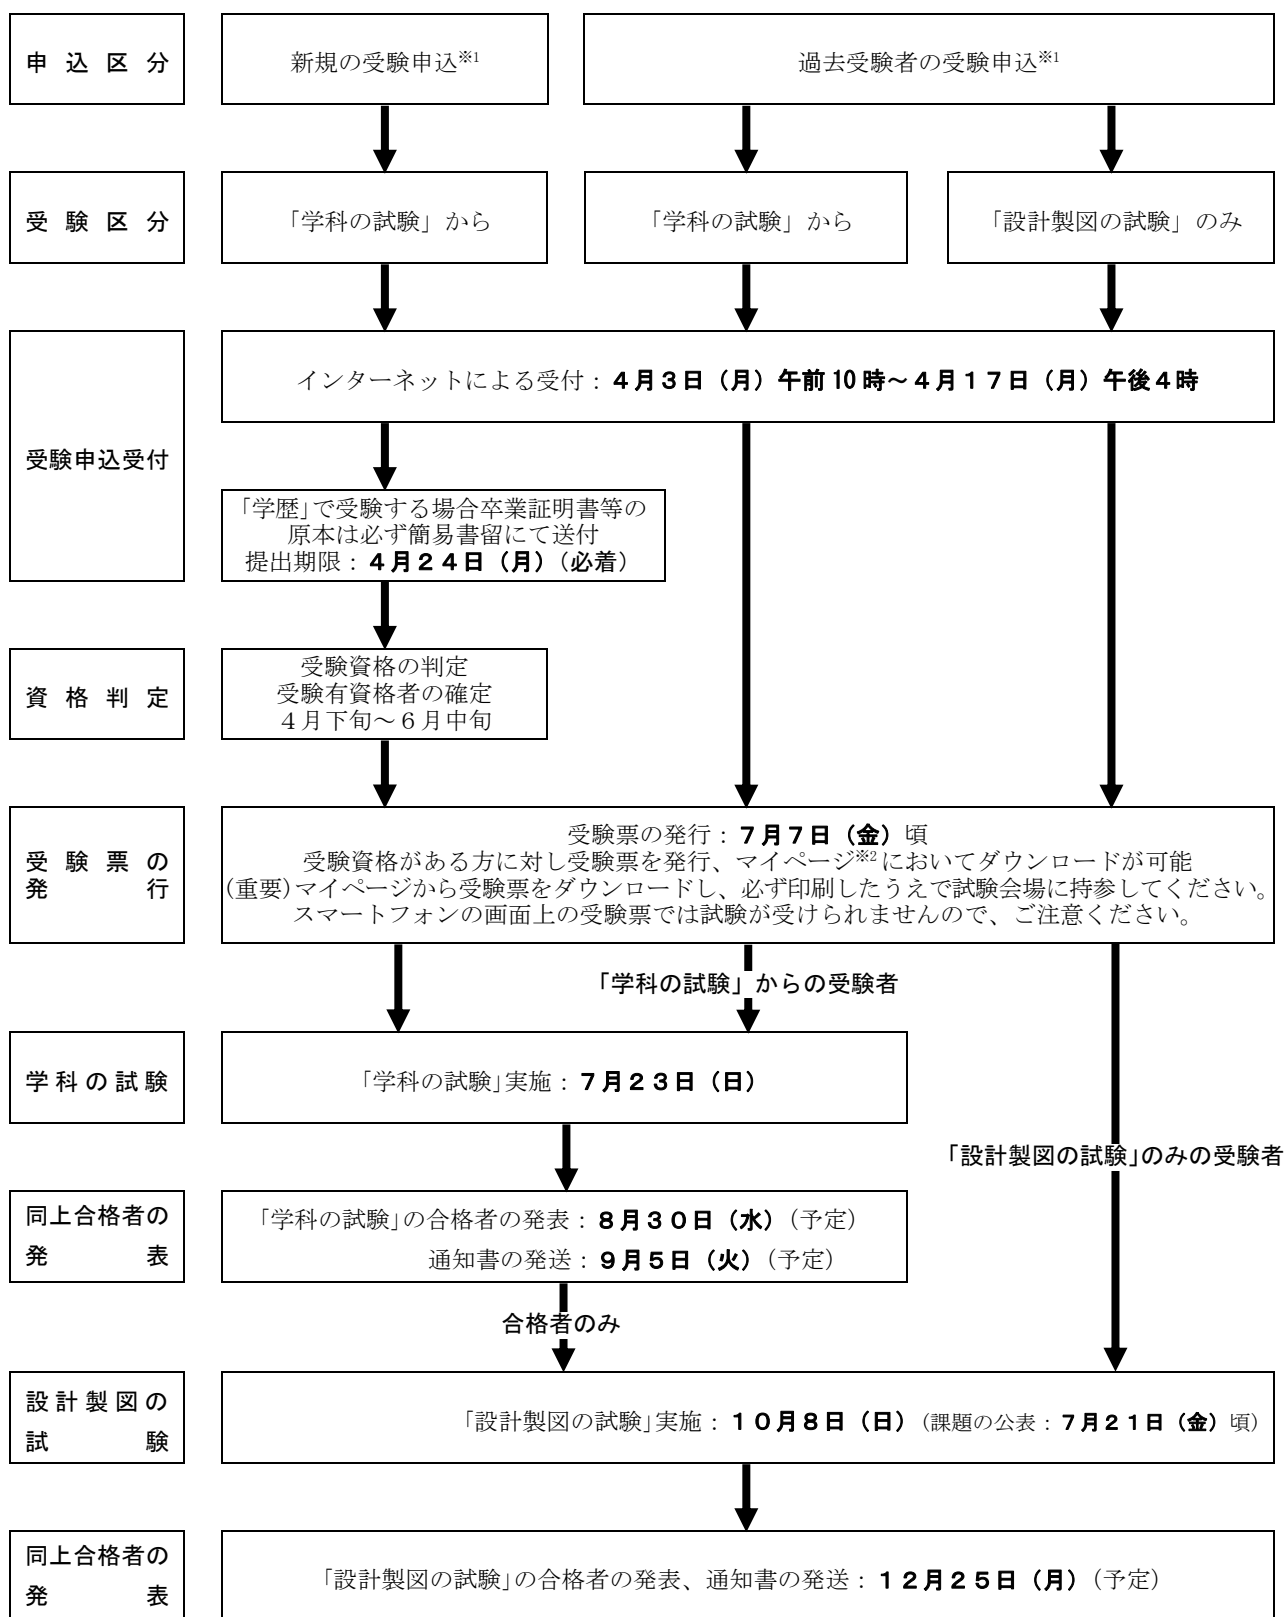 申込区分
新規の受験申込※1
過去受験者の受験申込※1
受験区分
「学科の試験」から
「学科の試験」から
「設計製図の試験」のみ
受験申込受付
インターネットによる受付：４月３日（月）午前10時～４月１７日（月）午後４時
「学歴」で受験する場合卒業証明書等の
原本は必ず簡易書留にて送付
提出期限：４月２４日（月）（必着）
資格判定
受験資格の判定
受験有資格者の確定
４月下旬～６月中旬
受験票の
発行
受験票の発行：７月７日（金）頃
受験資格がある方に対し受験票を発行、マイページ※2においてダウンロードが可能
(重要)マイページから受験票をダウンロードし、必ず印刷したうえで試験会場に持参してください。
スマートフォンの画面上の受験票では試験が受けられませんので、ご注意ください。
「学科の試験」からの受験者
学科の試験
「学科の試験」実施：７月２３日（日）
「設計製図の試験」のみの受験者
同上合格者の
発表
「学科の試験」の合格者の発表：８月３０日（水）（予定）
通知書の発送：９月５日（火）（予定）
合格者のみ
設計製図の
試験
「設計製図の試験」実施：１０月８日（日）（課題の公表：７月２１日（金）頃）
同上合格者の
発表
「設計製図の試験」の合格者の発表、通知書の発送：１２月２５日（月）（予定）